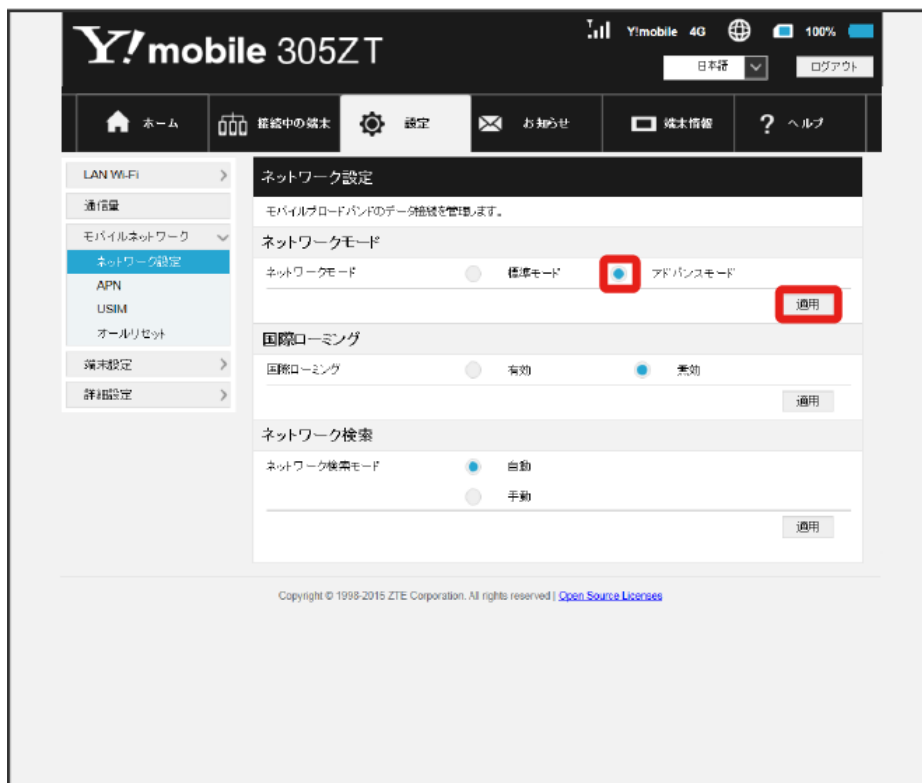 Y!mobile 305ZT
Y!mobile 4G 100%
日本語 ログアウト
ホーム 接続中の端末 設定 お知らせ 端末情報 ? ヘルプ
LAN Wi-Fi
通信量
モバイルネットワーク
ネットワーク設定
APN
USIM
オールリセット
端末設定
詳細設定
ネットワーク設定
モバイルブロードバンドのデータ接続を管理します。
ネットワークモード
ネットワークモード 標準モード アドバンスモード
適用
国際ローミング
国際ローミング 有効 無効
適用
ネットワーク検索
ネットワーク検索モード 自動
手動
適用
Copyright © 1998-2015 ZTE Corporation. All rights reserved | Open Source Licenses